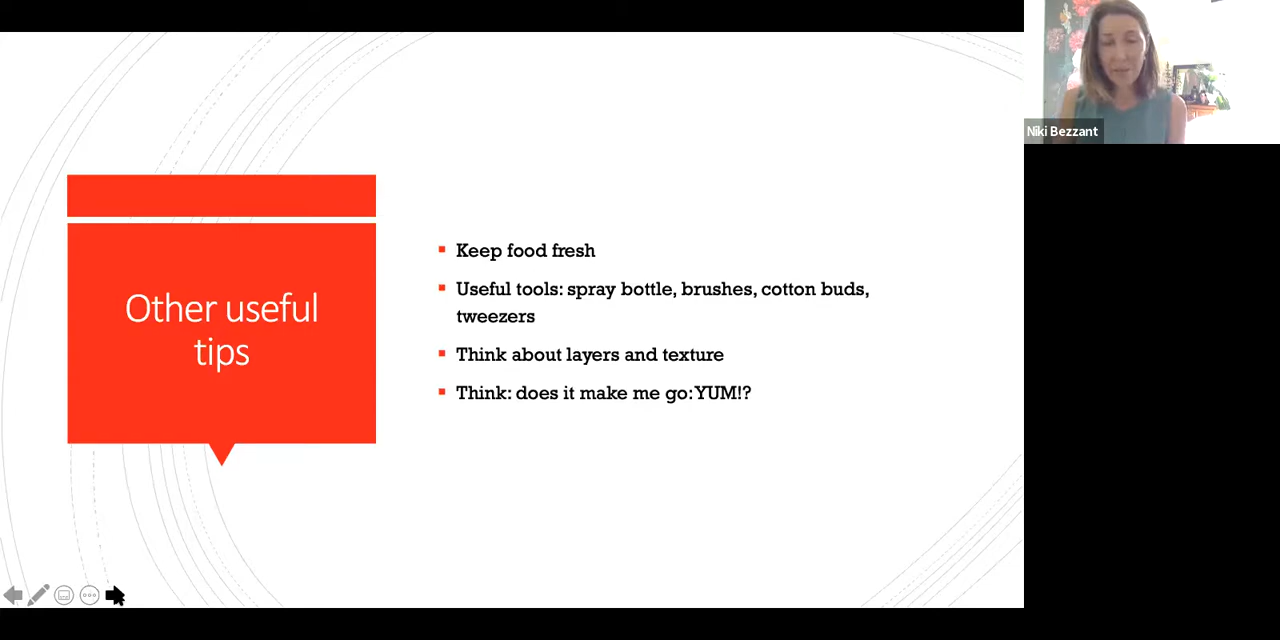 Niki Bezzant
Other useful
tips
Keep food fresh
Useful tools: spray bottle, brushes, cotton buds,
tweezers
Think about layers and texture
Think: does it make me go: YUM!?